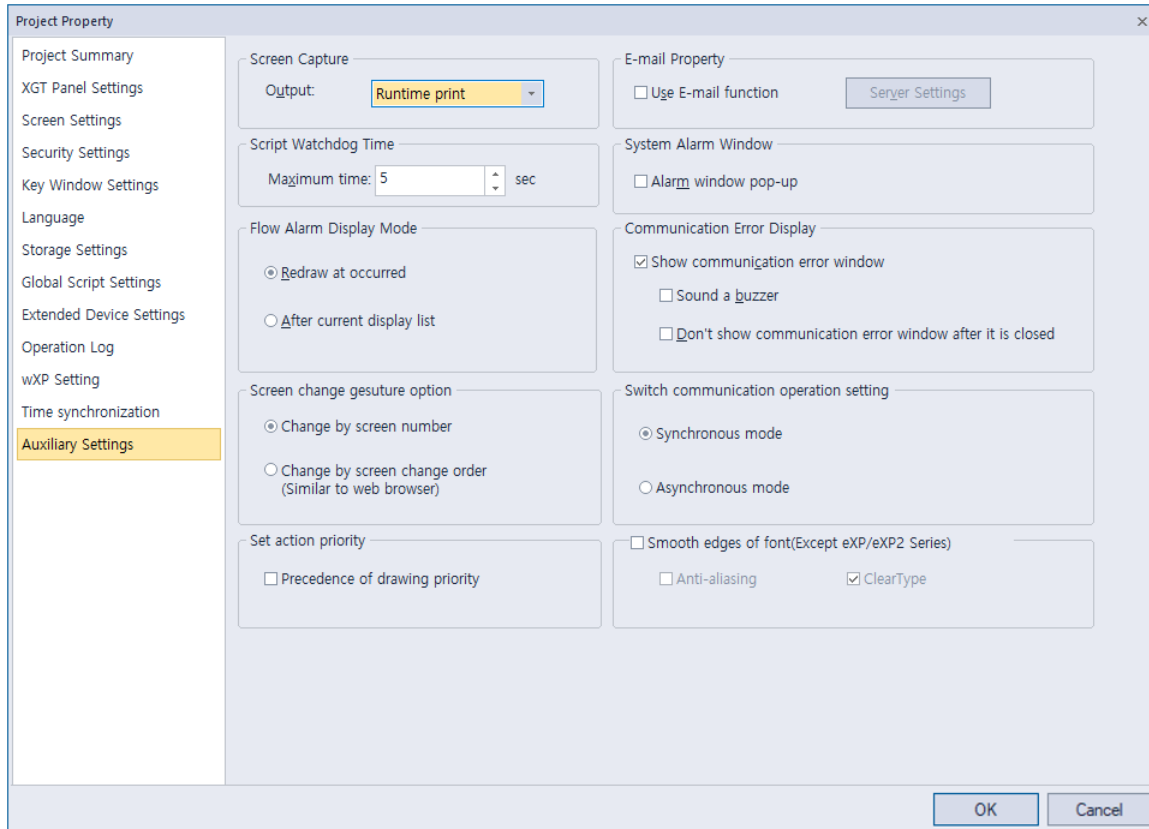 Project Property
Project Summary
XGT Panel Settings
Screen Settings
Security Settings
Key Window Settings
Language
Storage Settings
Global Script Settings
Extended Device Settings
Operation Log
wXP Setting
Time synchronization
Auxiliary Settings
Screen Capture
Output:
Runtime print
E-mail Property
Use E-mail function
Server Settings
Script Watchdog Time
Maximum time: 5 sec
System Alarm Window
Alarm window pop-up
Flow Alarm Display Mode
Redraw at occurred
After current display list
Communication Error Display
Show communication error window
Sound a buzzer
Don't show communication error window after it is closed
Screen change gesuture option
Change by screen number
Change by screen change order
(Similar to web browser)
Switch communication operation setting
Synchronous mode
Asynchronous mode
Set action priority
Precedence of drawing priority
Smooth edges of font(Except eXP/eXP2 Series)
Anti-aliasing
ClearType
OK
Cancel